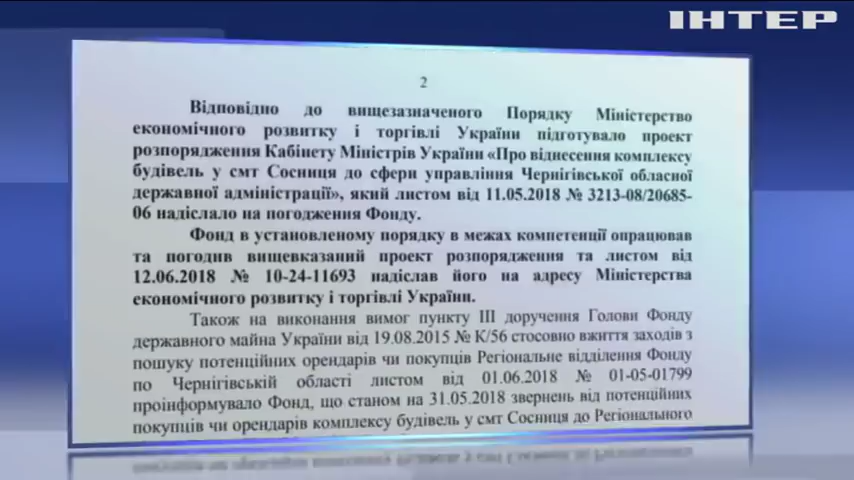 ІНТЕР
2
Відповідно до вищезазначеного Порядку Міністерство
економічного розвитку і торгівлі України підготувало проект
розпорядження Кабінету Міністрів України «Про віднесення комплексу
будівель у смт Сосниця до сфери управління Чернігівської обласної
державної адміністрації», який листом від 11.05.2018 № 3213-08/20685-
06 надіслало на погодження Фонду.
Фонд в установленому порядку в межах компетенції опрацював
та погодив вищевказаний проект розпорядження та листом від
12.06.2018 № 10-24-11693 надіслав його на адресу Міністерства
економічного розвитку і торгівлі України.
Також на виконання вимог пункту ІІІ доручення Голови Фонду
державного майна України від 19.08.2015 № К/56 стосовно вжиття заходів з
пошуку потенційних орендарів чи покупців Регіональне відділення Фонду
по Чернігівській області листом від 01.06.2018 № 01-05-01799
проінформувало Фонд, що станом на 31.05.2018 звернень від потенційних
покупців чи орендарів комплексу будівель у смт Сосниця до Регіонального